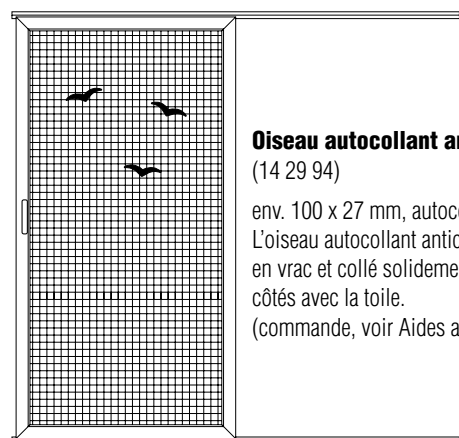 Oiseau autocollant
(14 29 94)
env. 100 x 27 mm,
L’oiseau autocollant
en vrac et collé
côtés avec la toile.
(commande, voir Aides